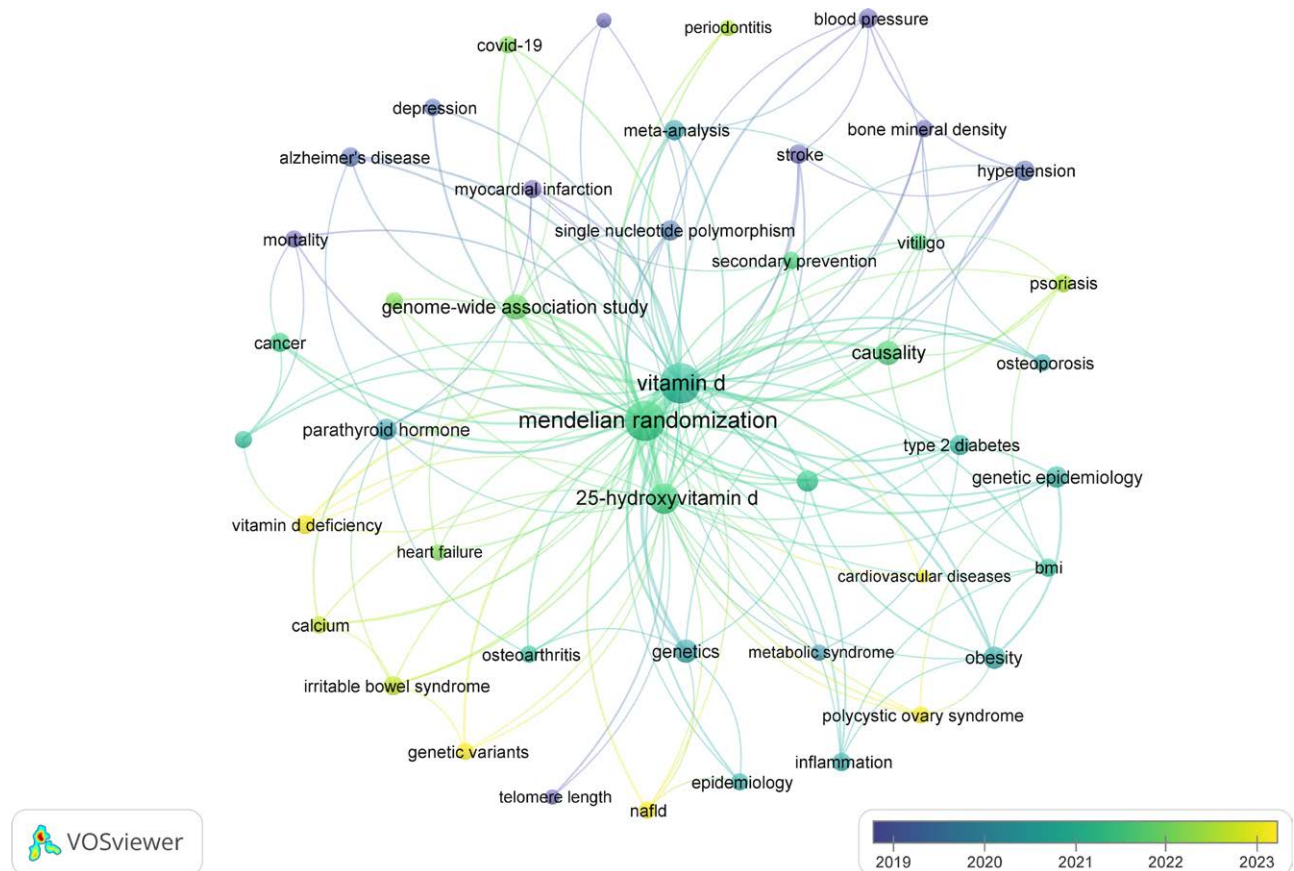 blood pressure
periodontitis
covid-19
depression
meta-analysis
bone mineral density
stroke
alzheimer's disease
hypertension
myocardial infarction
single nucleotide polymorphism
mortality
vitiligo
secondary prevention
psoriasis
genome-wide association study
cancer
causality
osteoporosis
vitamin d
mendelian randomization
parathyroid hormone
type 2 diabetes
genetic epidemiology
25-hydroxyvitamin d
vitamin d deficiency
heart failure
bmi
cardiovascular diseases
calcium
osteoarthritis
genetics
metabolic syndrome
obesity
irritable bowel syndrome
polycystic ovary syndrome
genetic variants
inflammation
epidemiology
telomere length
nafld
VOSviewer
2019 2020 2021 2022 2023